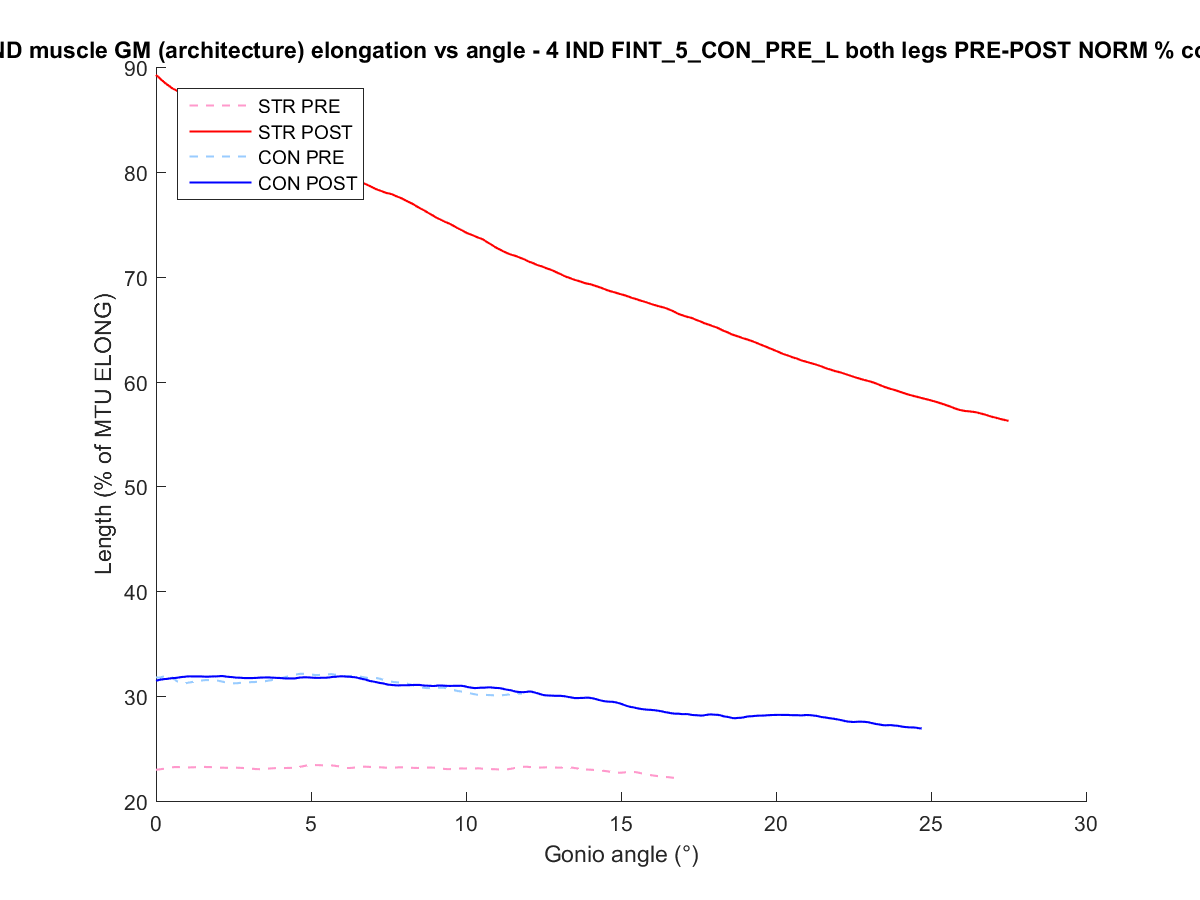 ND muscle GM (architecture) elongation vs angle - 4 IND FINT_5_CON_PRE_L both legs PRE-POST NORM % co
90
80
70
60
50
40
30
20
Length (% of MTU ELONG)
STR PRE
STR POST
CON PRE
CON POST
0 5 10 15 20 25 30
Gonio angle (°)